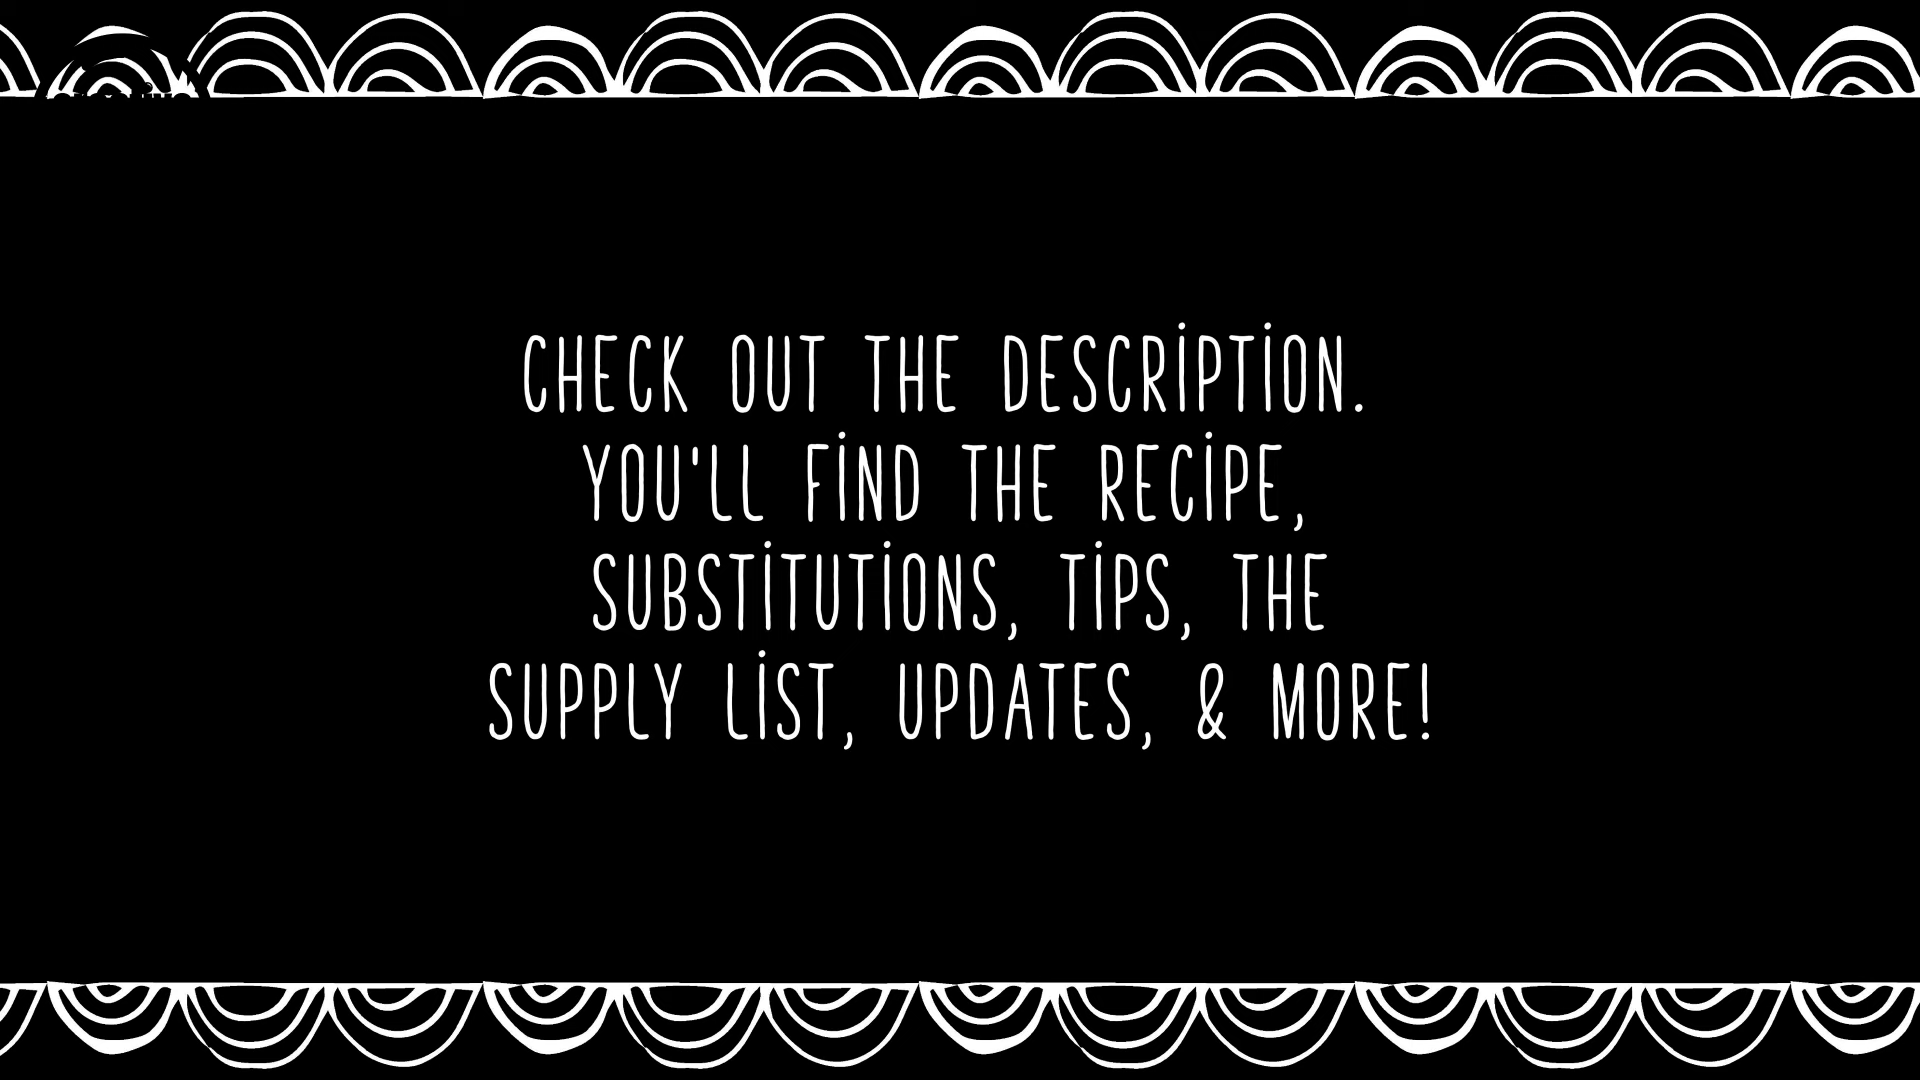 CHECK OUT THE DESCRIPTION.
YOU'LL FIND THE RECIPE,
SUBSTITUTIONS, TIPS, THE
SUPPLY LIST, UPDATES, & MORE!